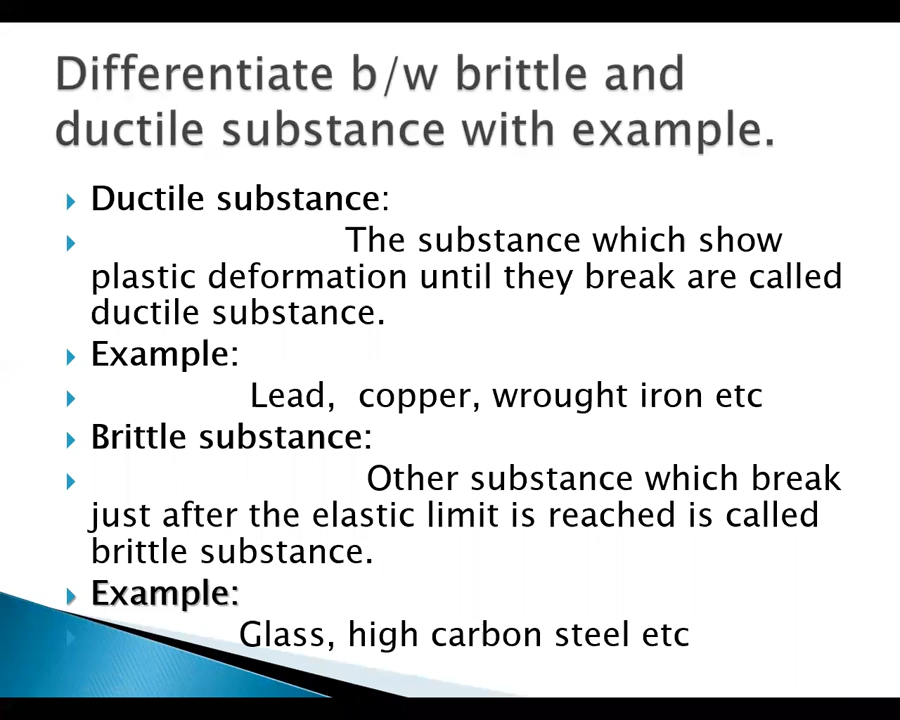 Differentiate b/w brittle and
ductile substance with example.
Ductile substance:
The substance which show
plastic deformation until they break are called
ductile substance.
Example:
Lead, copper, wrought iron etc
Brittle substance:
Other substance which break
just after the elastic limit is reached is called
brittle substance.
Example:
Glass, high carbon steel etc